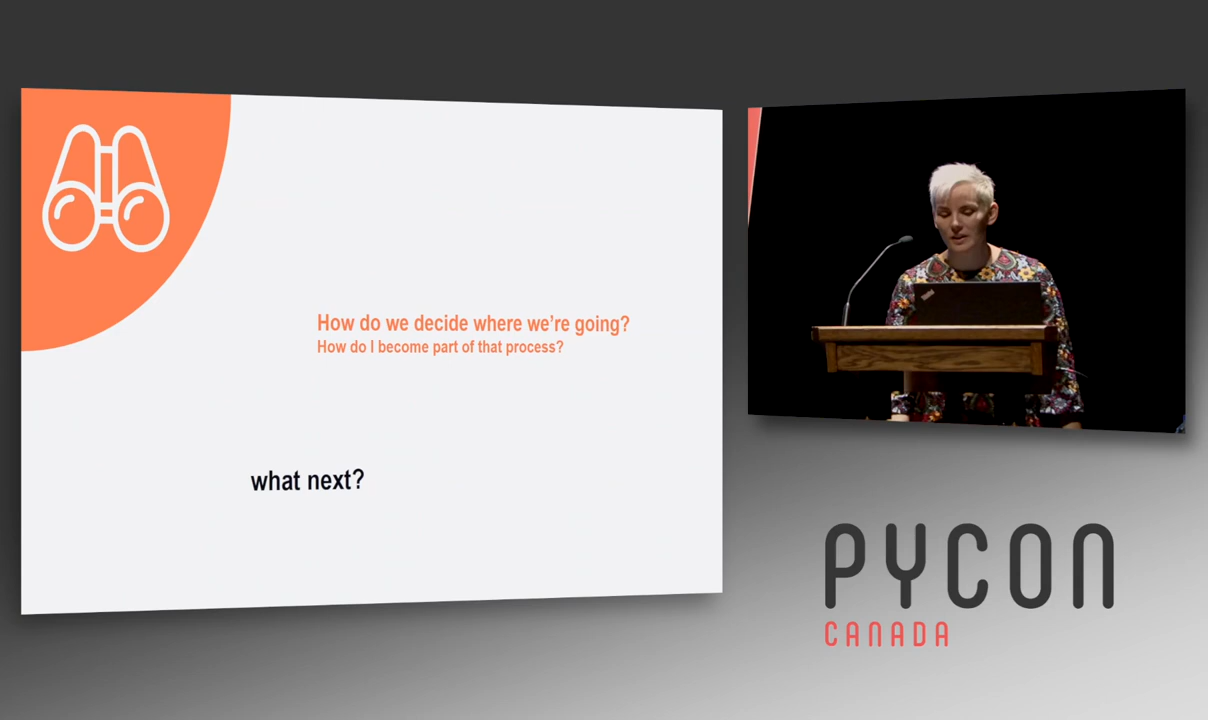 How do we decide where we're going?
How do I become part of that process?
what next?
PYCON
CANADA